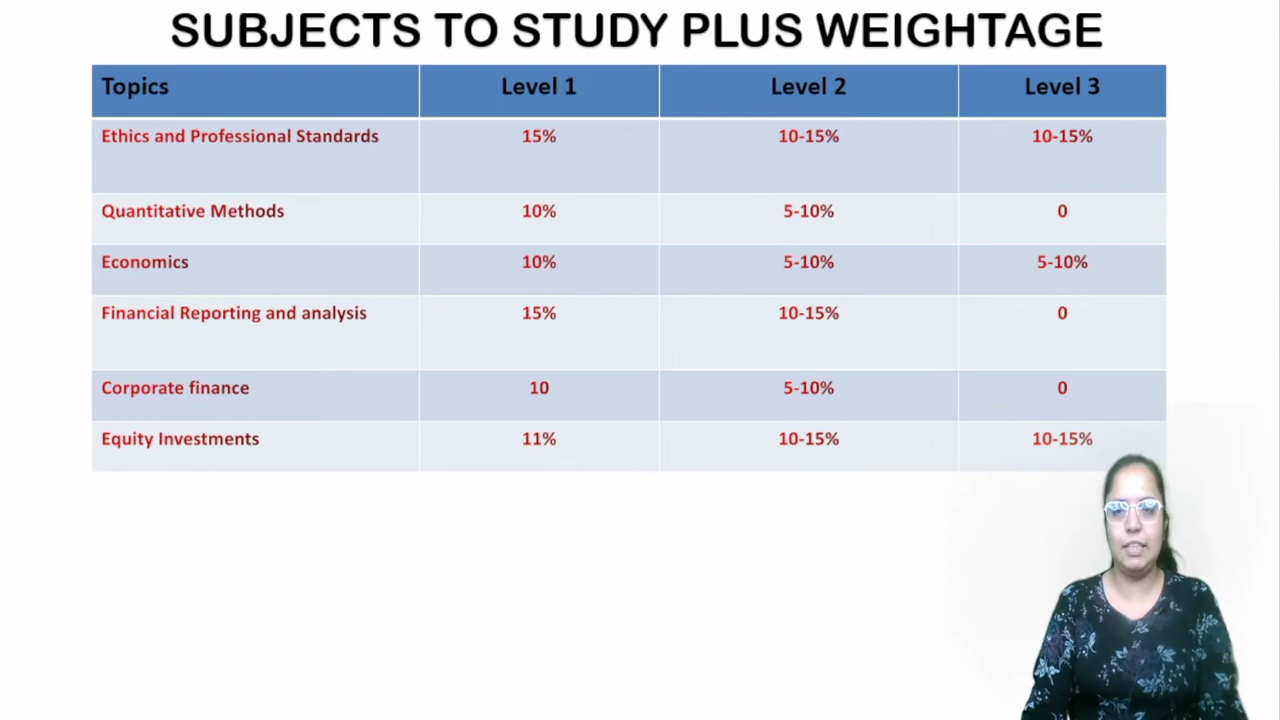 SUBJECTS TO STUDY PLUS WEIGHTAGE
Topics Level 1 Level 2 Level 3
Ethics and Professional Standards 15% 10-15% 10-15%
Quantitative Methods 10% 5-10% 0
Economics 10% 5-10% 5-10%
Financial Reporting and analysis 15% 10-15% 0
Corporate finance 10 5-10% 0
Equity Investments 11% 10-15% 10-15%